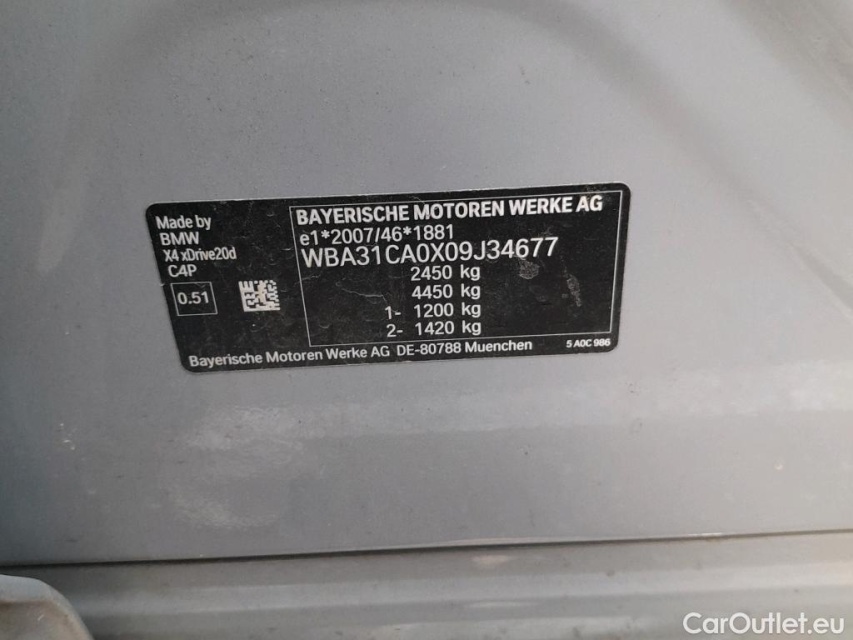 Made by
BMW
X4 xDrive20d
C4P
0.51
BAYERISCHE MOTOREN WERKE AG
e1*2007/46*1881
WBA31CA0X09J34677
2450 kg
4450 kg
1- 1200 kg
2- 1420 kg
Bayerische Motoren Werke AG DE-80788 Muenchen
5 A0C 986
CarOutlet.eu